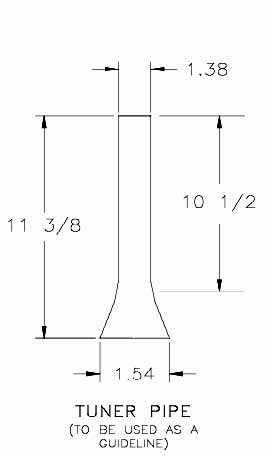 1.38
10 1/2
11 3/8
1.54
TUNER PIPE
(TO BE USED AS A
GUIDELINE)